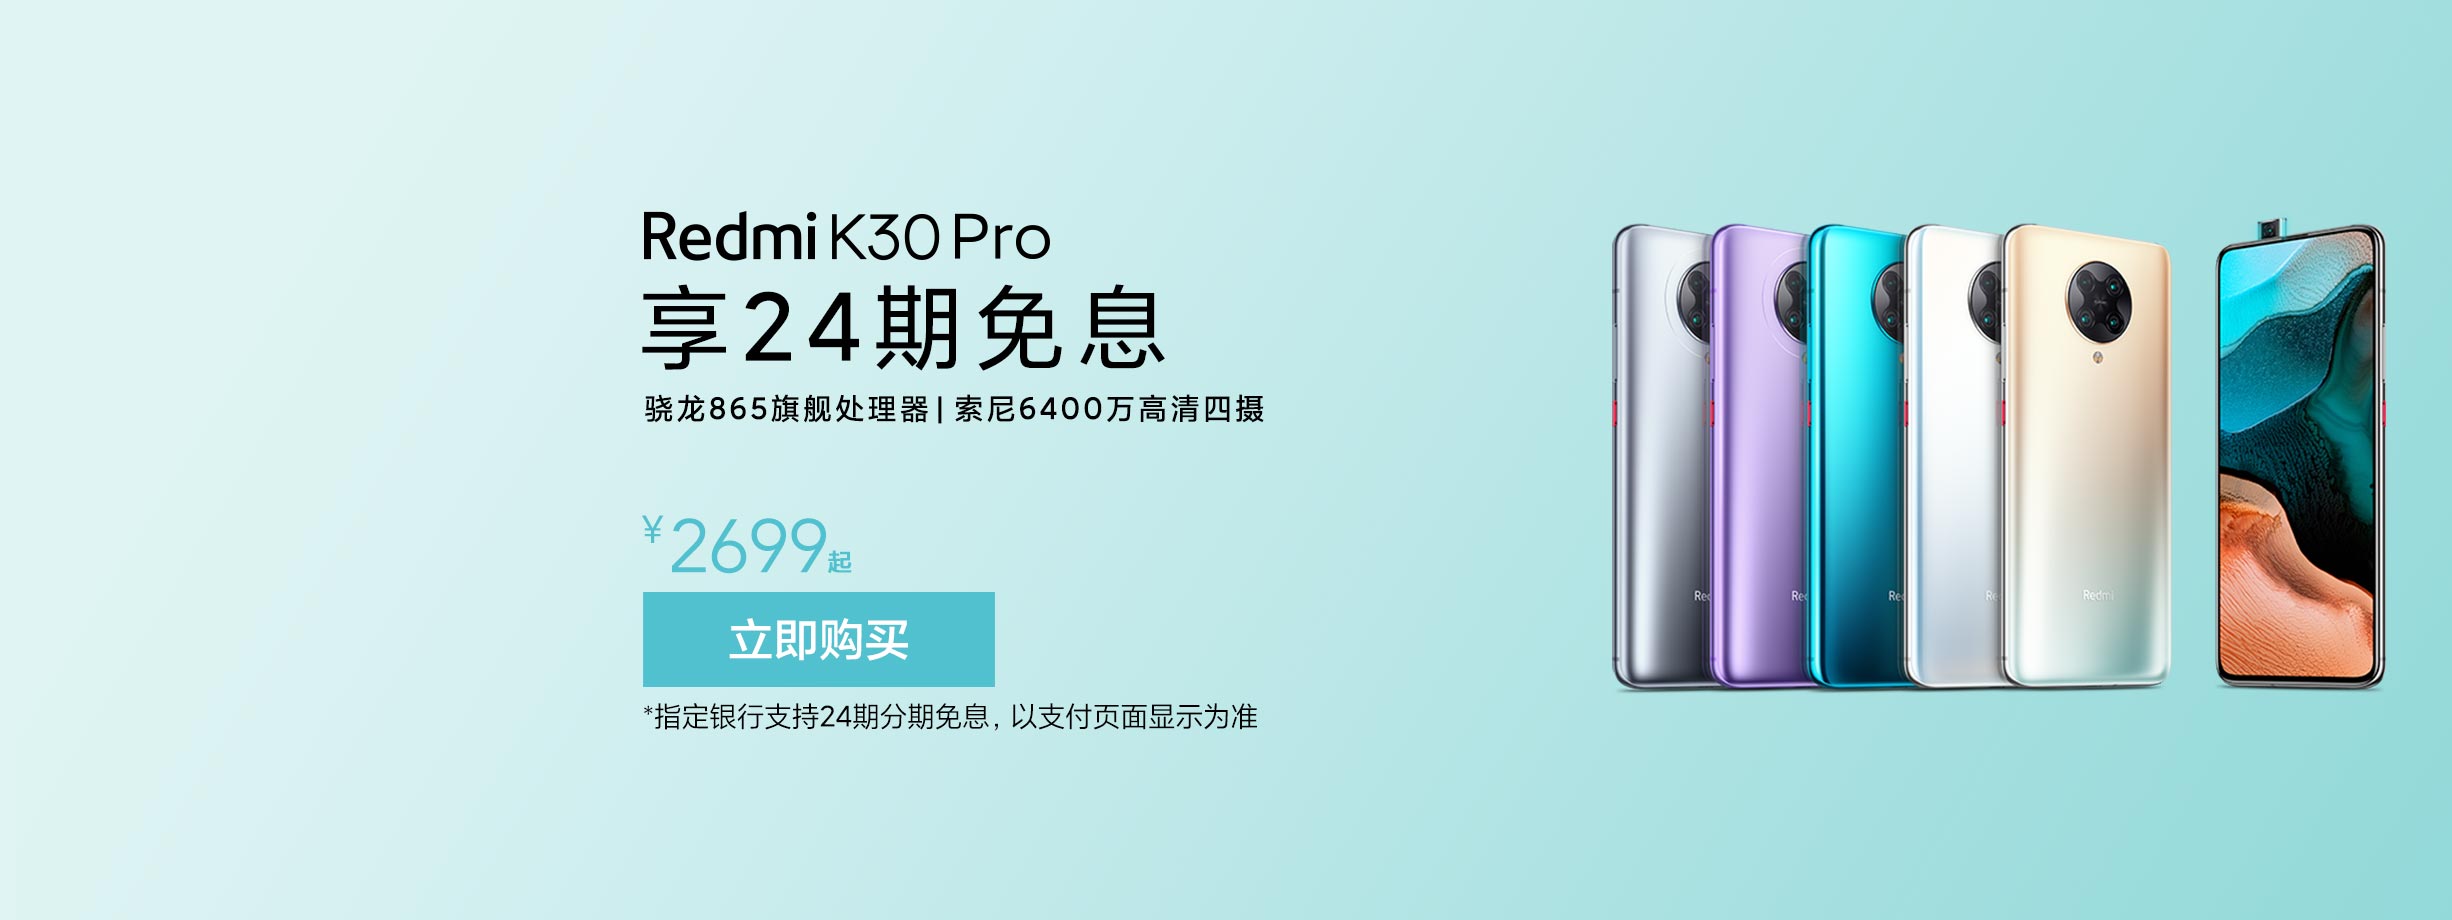 Redmi K30 Pro
享24期免息
骁龙865旗舰处理器 | 索尼6400万高清四摄
¥2699起
立即购买
*指定银行支持24期分期免息，以支付页面显示为准
Redmi